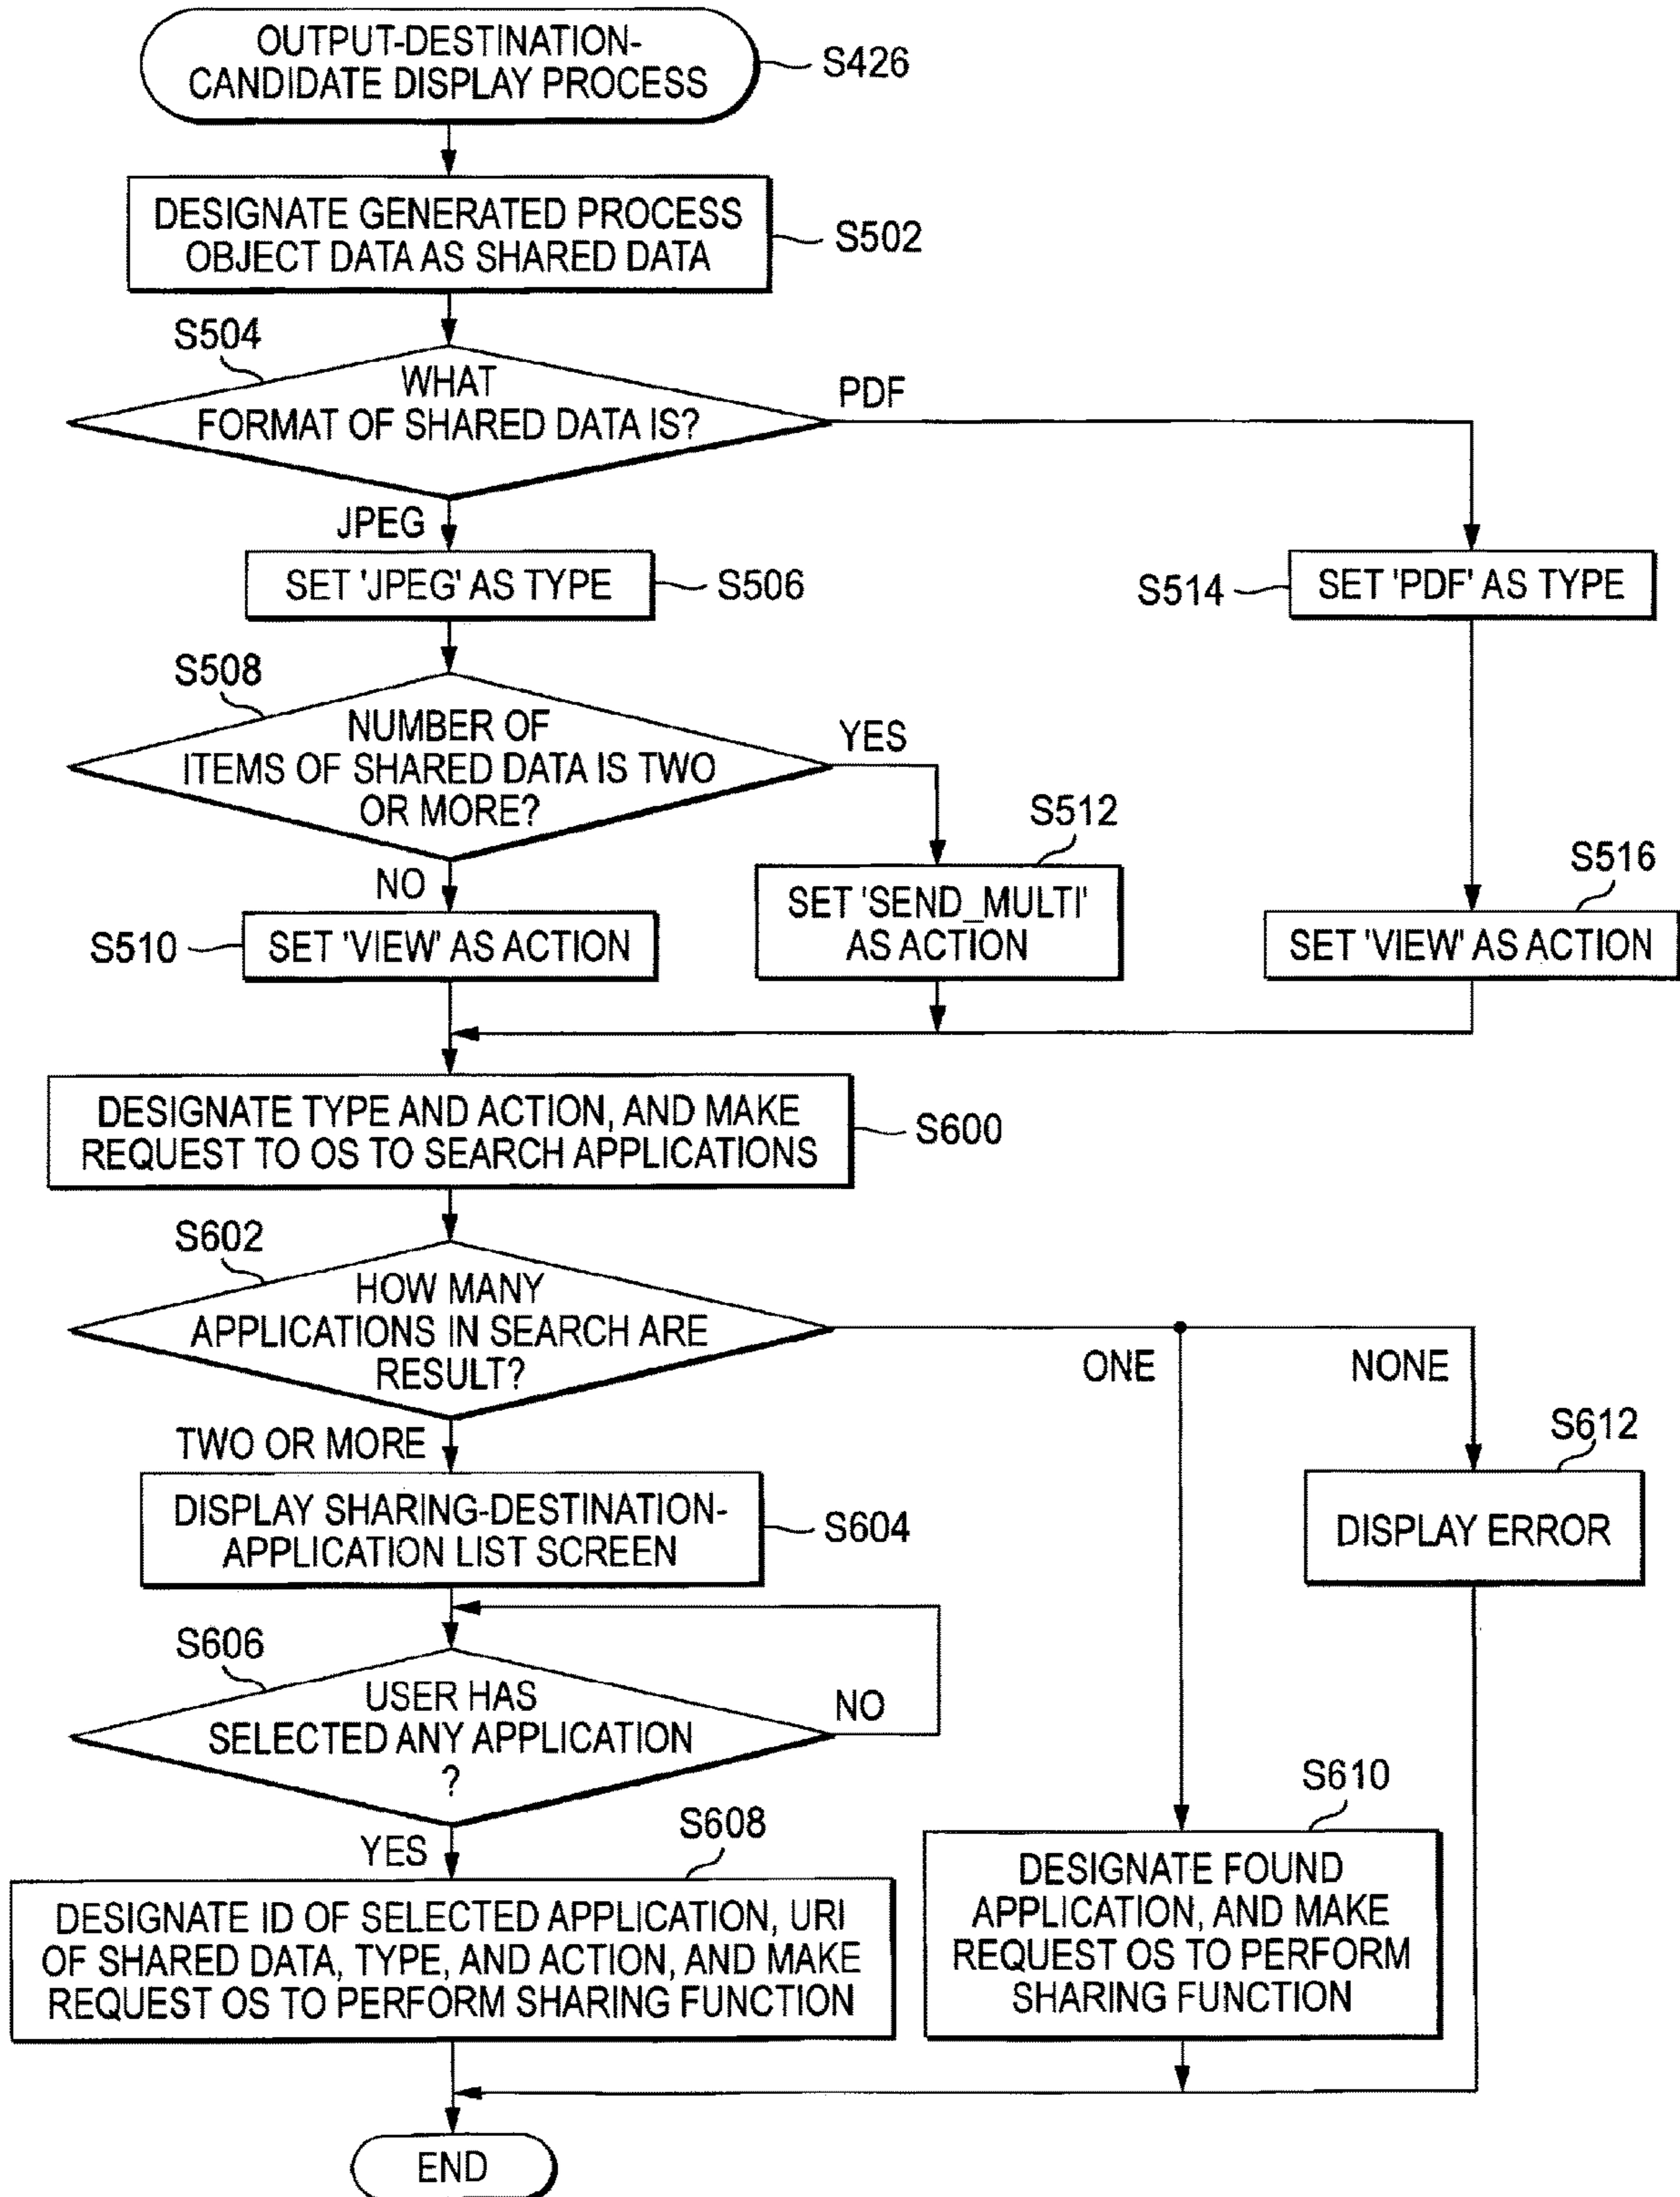 OUTPUT-DESTINATION-
CANDIDATE DISPLAY PROCESS
S426
DESIGNATE GENERATED PROCESS
OBJECT DATA AS SHARED DATA
S502
S504
WHAT
FORMAT OF SHARED DATA IS?
PDF
JPEG
SET 'JPEG' AS TYPE
S506
S514
SET 'PDF' AS TYPE
S508
NUMBER OF
ITEMS OF SHARED DATA IS TWO
OR MORE?
YES
NO
S510
SET 'VIEW' AS ACTION
S512
SET 'SEND_MULTI'
AS ACTION
S516
SET 'VIEW' AS ACTION
DESIGNATE TYPE AND ACTION, AND MAKE
REQUEST TO OS TO SEARCH APPLICATIONS
S600
S602
HOW MANY
APPLICATIONS IN SEARCH ARE
RESULT?
ONE
NONE
TWO OR MORE
DISPLAY SHARING-DESTINATION-
APPLICATION LIST SCREEN
S604
S612
DISPLAY ERROR
S606
USER HAS
SELECTED ANY APPLICATION
?
NO
YES
S608
DESIGNATE ID OF SELECTED APPLICATION, URI
OF SHARED DATA, TYPE, AND ACTION, AND MAKE
REQUEST OS TO PERFORM SHARING FUNCTION
S610
DESIGNATE FOUND
APPLICATION, AND MAKE
REQUEST OS TO PERFORM
SHARING FUNCTION
END